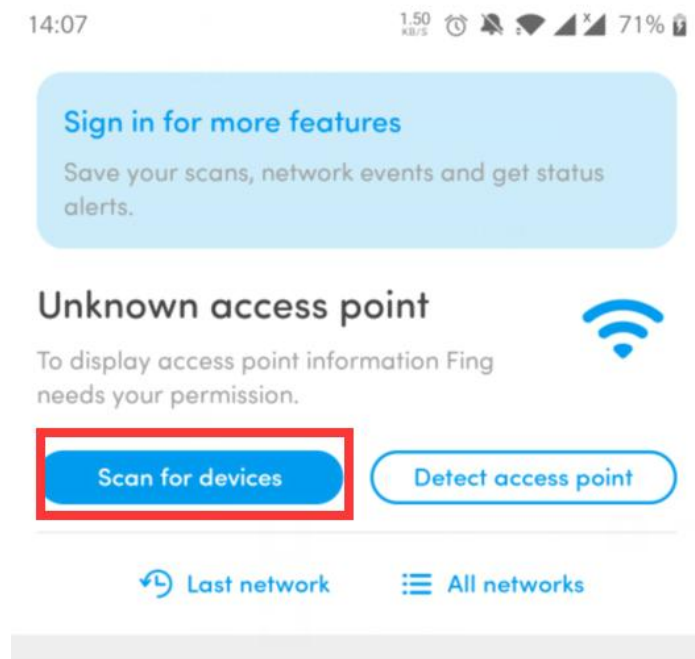 14:07
1.50 KB/S 71%
Sign in for more features
Save your scans, network events and get status
alerts.
Unknown access point
To display access point information Fing
needs your permission.
Scan for devices
Detect access point
Last network
All networks